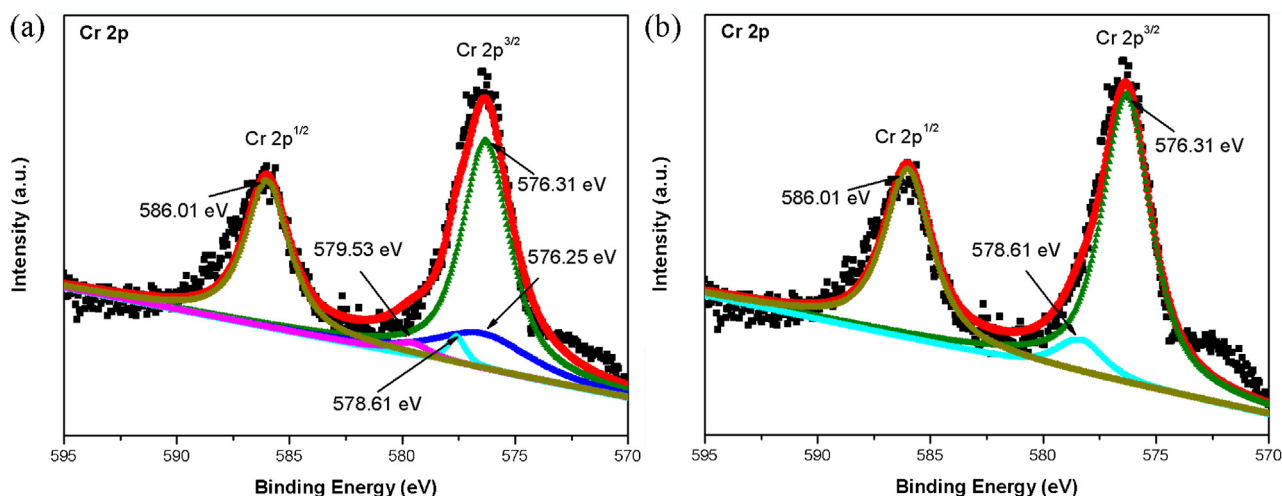 (a)
Cr 2p
Cr 2p3/2
Cr 2p1/2
576.31 eV
586.01 eV
579.53 eV
576.25 eV
578.61 eV
Intensity (a.u.)
595
590
585
580
575
570
Binding Energy (eV)
(b)
Cr 2p
Cr 2p3/2
Cr 2p1/2
576.31 eV
586.01 eV
578.61 eV
Intensity (a.u.)
595
590
585
580
575
570
Binding Energy (eV)